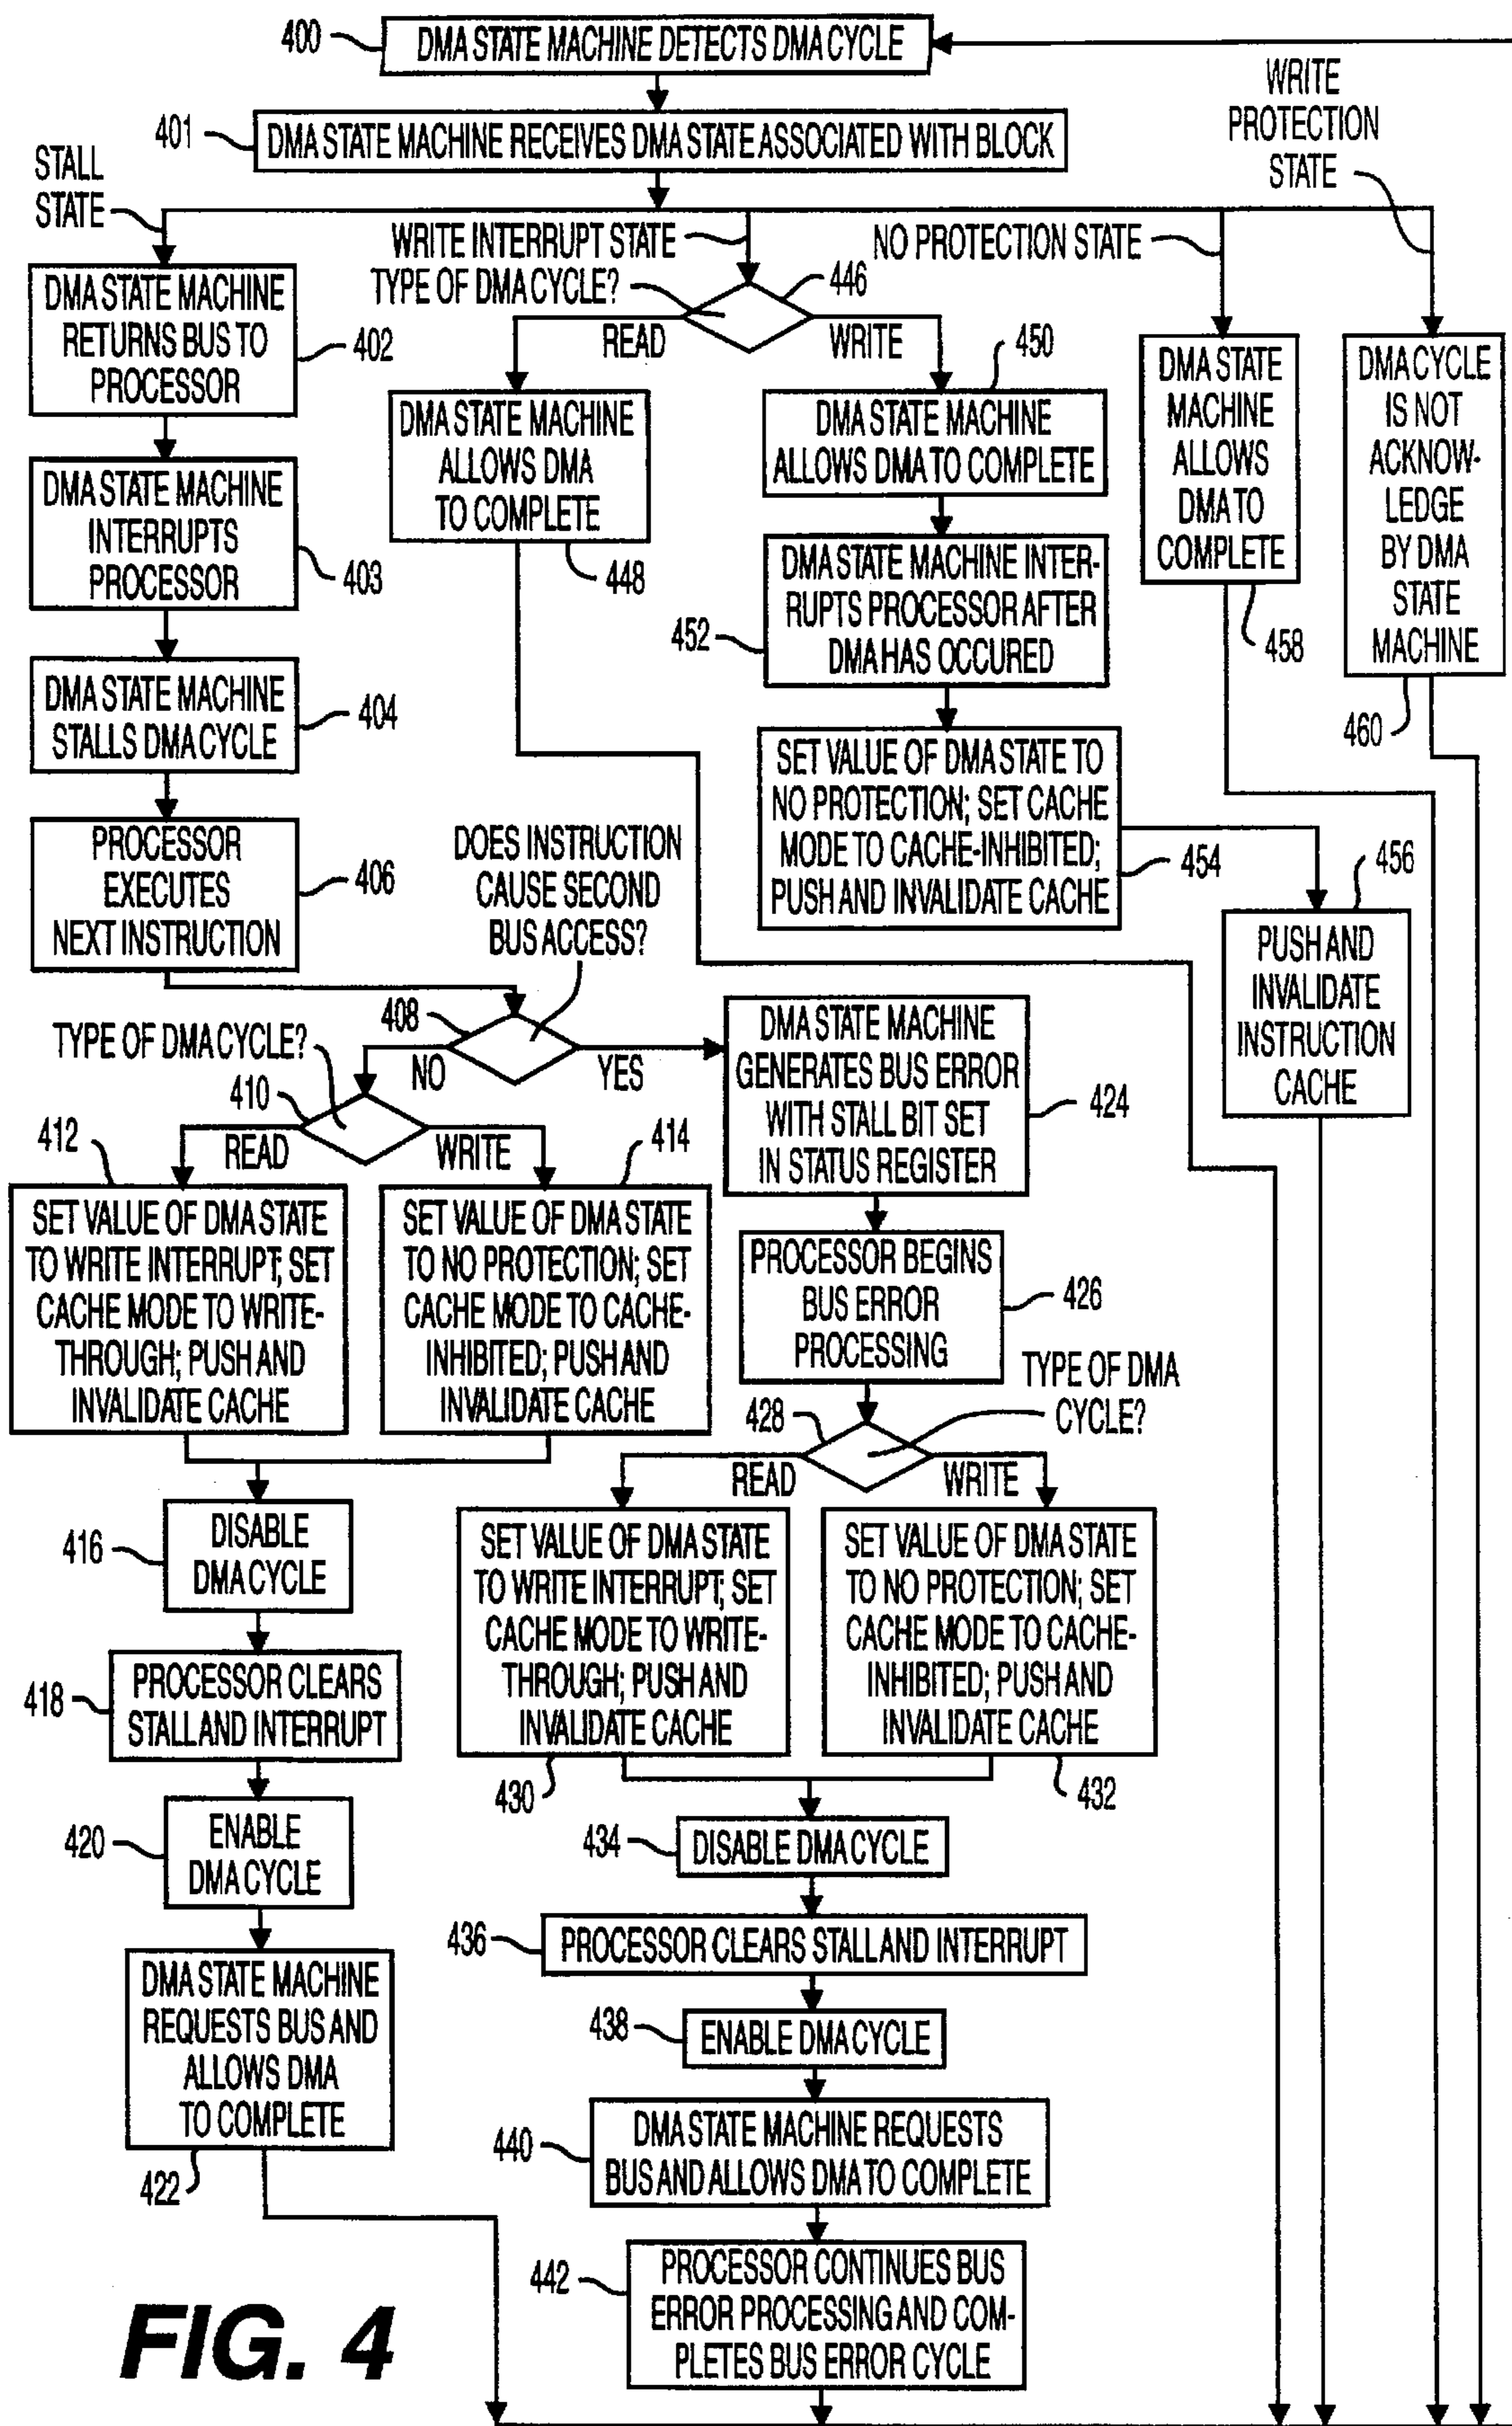 400
DMA STATE MACHINE DETECTS DMA CYCLE
401
DMA STATE MACHINE RECEIVES DMA STATE ASSOCIATED WITH BLOCK
WRITE
PROTECTION
STATE
STALL
STATE
WRITE INTERRUPT STATE
NO PROTECTION STATE
DMA STATE MACHINE
RETURNS BUS TO
PROCESSOR
402
DMA STATE MACHINE
INTERRUPTS
PROCESSOR
403
DMA STATE MACHINE
STALLS DMA CYCLE
404
PROCESSOR
EXECUTES
NEXT INSTRUCTION
406
TYPE OF DMA CYCLE?
446
READ
WRITE
DMA STATE MACHINE
ALLOWS DMA
TO COMPLETE
448
450
DMA STATE MACHINE
ALLOWS DMA TO COMPLETE
DMA STATE MACHINE INTER-
RUPTS PROCESSOR AFTER
DMA HAS OCCURED
452
SET VALUE OF DMA STATE TO
NO PROTECTION; SET CACHE
MODE TO CACHE-INHIBITED;
PUSH AND INVALIDATE CACHE
454
456
PUSH AND
INVALIDATE
INSTRUCTION
CACHE
DMA STATE
MACHINE
ALLOWS
DMA TO
COMPLETE
458
DMA CYCLE
IS NOT
ACKNOW-
LEDGE
BY DMA
STATE
MACHINE
460
DOES INSTRUCTION
CAUSE SECOND
BUS ACCESS?
408
NO
YES
TYPE OF DMA CYCLE?
410
READ
WRITE
412
SET VALUE OF DMA STATE
TO WRITE INTERRUPT; SET
CACHE MODE TO WRITE-
THROUGH; PUSH AND
INVALIDATE CACHE
414
SET VALUE OF DMA STATE
TO NO PROTECTION; SET
CACHE MODE TO CACHE-
INHIBITED; PUSH AND
INVALIDATE CACHE
416
DISABLE
DMA CYCLE
418
PROCESSOR CLEARS
STALL AND INTERRUPT
420
ENABLE
DMA CYCLE
DMA STATE MACHINE
REQUESTS BUS AND
ALLOWS DMA
TO COMPLETE
422
DMA STATE MACHINE
GENERATES BUS ERROR
WITH STALL BIT SET
IN STATUS REGISTER
424
PROCESSOR BEGINS
BUS ERROR
PROCESSING
426
TYPE OF DMA
CYCLE?
428
READ
WRITE
SET VALUE OF DMA STATE
TO WRITE INTERRUPT; SET
CACHE MODE TO WRITE-
THROUGH; PUSH AND
INVALIDATE CACHE
430
SET VALUE OF DMA STATE
TO NO PROTECTION; SET
CACHE MODE TO CACHE-
INHIBITED; PUSH AND
INVALIDATE CACHE
432
434
DISABLE DMA CYCLE
436
PROCESSOR CLEARS STALL AND INTERRUPT
438
ENABLE DMA CYCLE
440
DMA STATE MACHINE REQUESTS
BUS AND ALLOWS DMA TO COMPLETE
442
PROCESSOR CONTINUES BUS
ERROR PROCESSING AND COM-
PLETES BUS ERROR CYCLE
FIG. 4